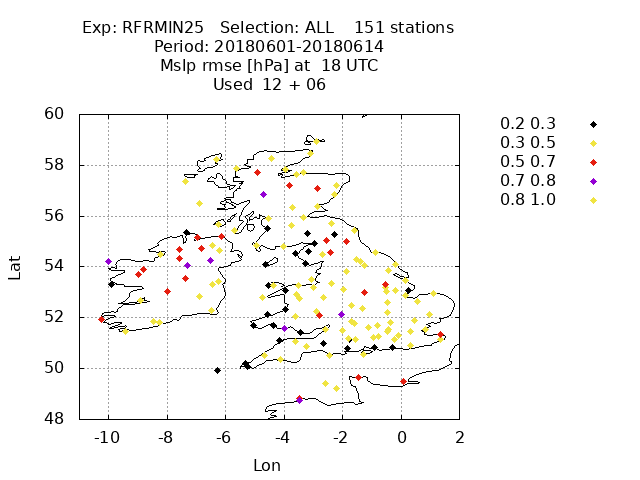 Exp: RFRMIN25 Selection: ALL 151 stations
Period: 20180601-20180614
Mslp rmse [hPa] at 18 UTC
Used 12 + 06
60
58
56
54
52
50
48
Lat
-10 -8 -6 -4 -2 0 2
Lon
0.2 0.3
0.3 0.5
0.5 0.7
0.7 0.8
0.8 1.0